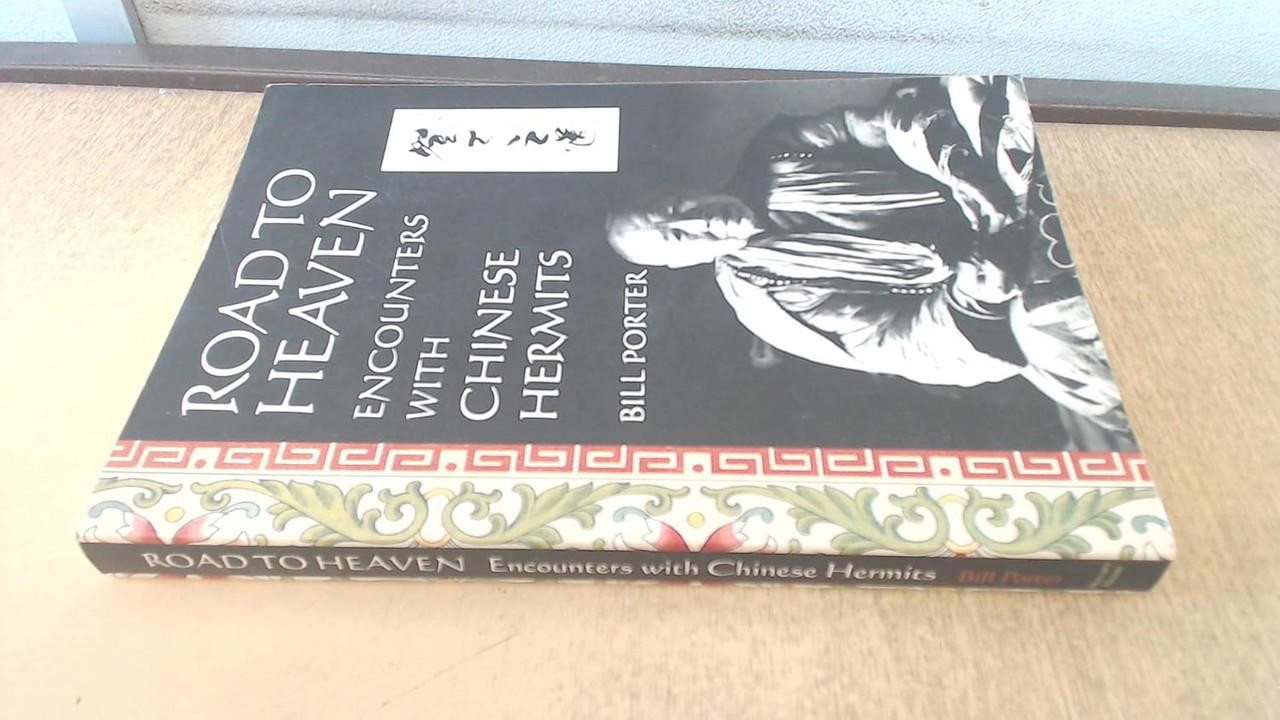 ROAD TO
HEAVEN
ENCOUNTERS
WITH
CHINESE
HERMITS
BILL PORTER
ROAD TO HEAVEN Encounters with Chinese Hermits Bill Porter